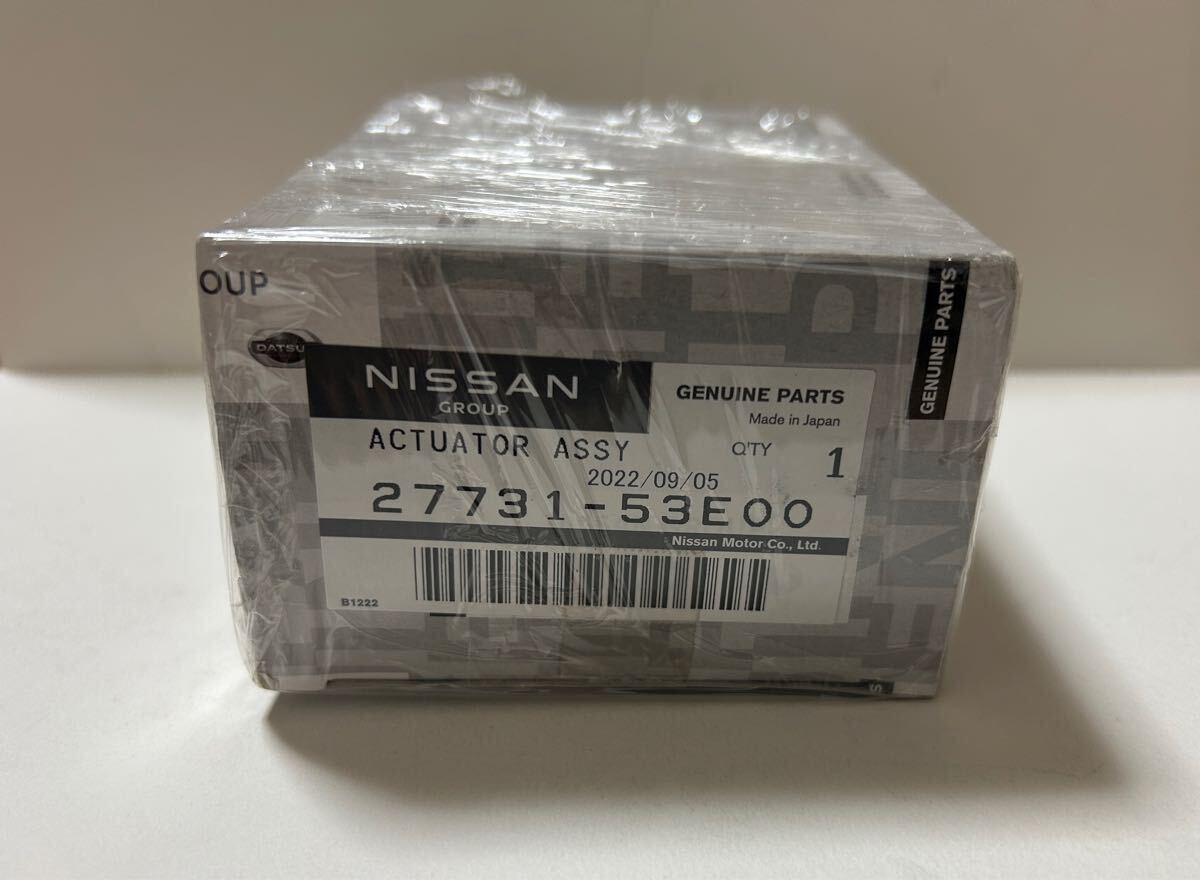 OUP
DATSU
NISSAN
GROUP
GENUINE PARTS
Made in Japan
ACTUATOR ASSY
Q'TY 1
2022/09/05
27731-53E00
Nissan Motor Co., Ltd.
B1222
GENUINE PARTS
S